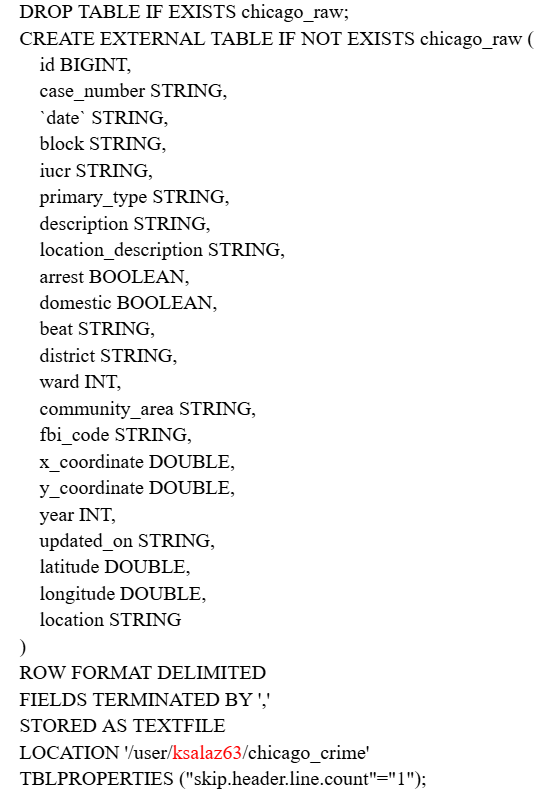 DROP TABLE IF EXISTS chicago_raw;
CREATE EXTERNAL TABLE IF NOT EXISTS chicago_raw (
id BIGINT,
case_number STRING,
`date` STRING,
block STRING,
iucr STRING,
primary_type STRING,
description STRING,
location_description STRING,
arrest BOOLEAN,
domestic BOOLEAN,
beat STRING,
district STRING,
ward INT,
community_area STRING,
fbi_code STRING,
x_coordinate DOUBLE,
y_coordinate DOUBLE,
year INT,
updated_on STRING,
latitude DOUBLE,
longitude DOUBLE,
location STRING
)
ROW FORMAT DELIMITED
FIELDS TERMINATED BY ','
STORED AS TEXTFILE
LOCATION '/user/ksalaz63/chicago_crime'
TBLPROPERTIES ("skip.header.line.count"="1");